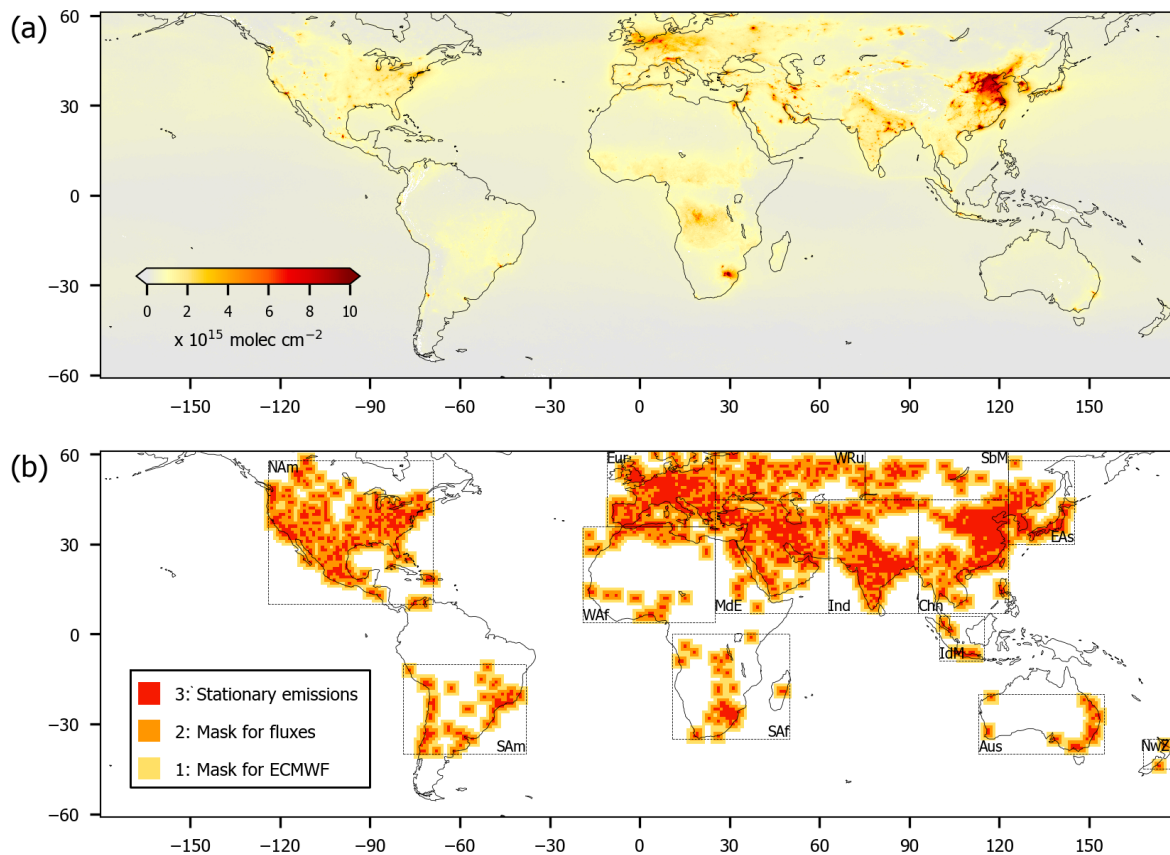 (a)
60
30
0
−30
−60
0 2 4 6 8 10
x 10¹⁵ molec cm⁻²
−150 −120 −90 −60 −30 0 30 60 90 120 150
(b)
60
30
0
−30
−60
NAm
Eur
WRu
SbM
EAs
WAf
MdE
Ind
Chn
IdM
SAm
SAf
Aus
NwZ
3: Stationary emissions
2: Mask for fluxes
1: Mask for ECMWF
−150 −120 −90 −60 −30 0 30 60 90 120 150